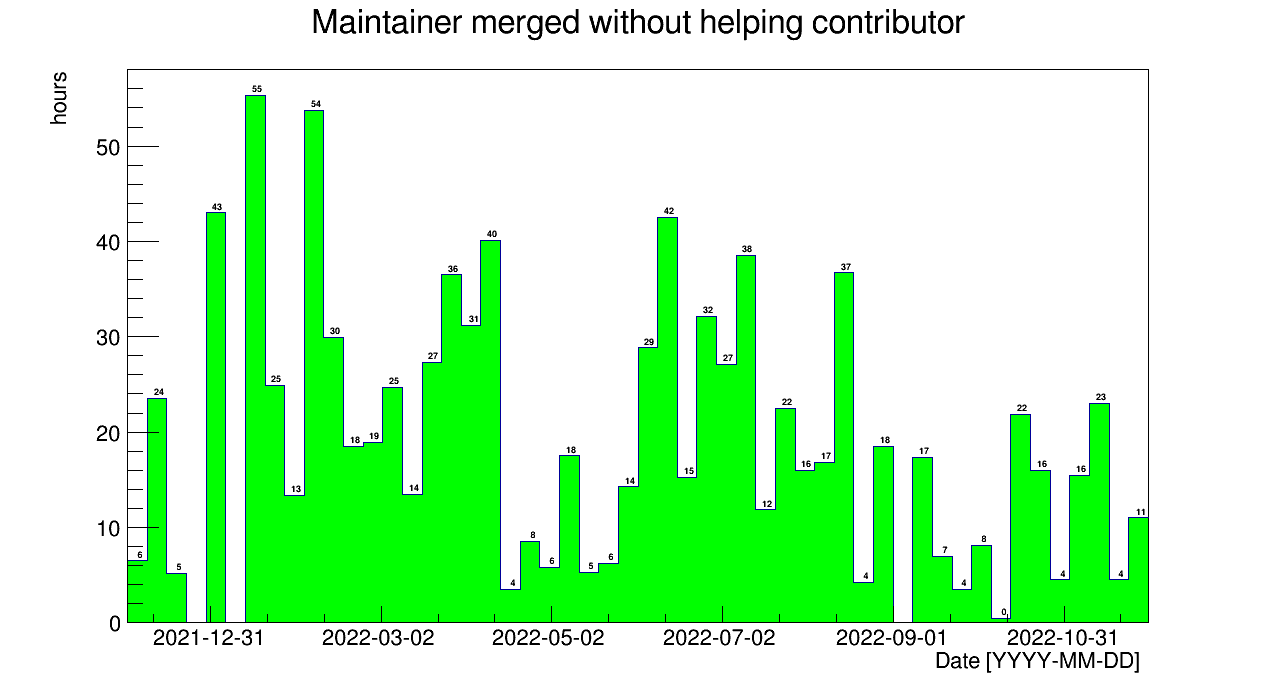 Maintainer merged without helping contributor
hours
50
40
30
20
10
0
6 24 5 43 55 25 13 54 30 18 19 25 14 27 36 31 40 4 8 6 18 5 6 14 29 42 15 32 27 38 12 22 16 17 37 4 18 17 7 4 8 0 22 16 4 16 23 4 11
2021-12-31 2022-03-02 2022-05-02 2022-07-02 2022-09-01 2022-10-31
Date [YYYY-MM-DD]